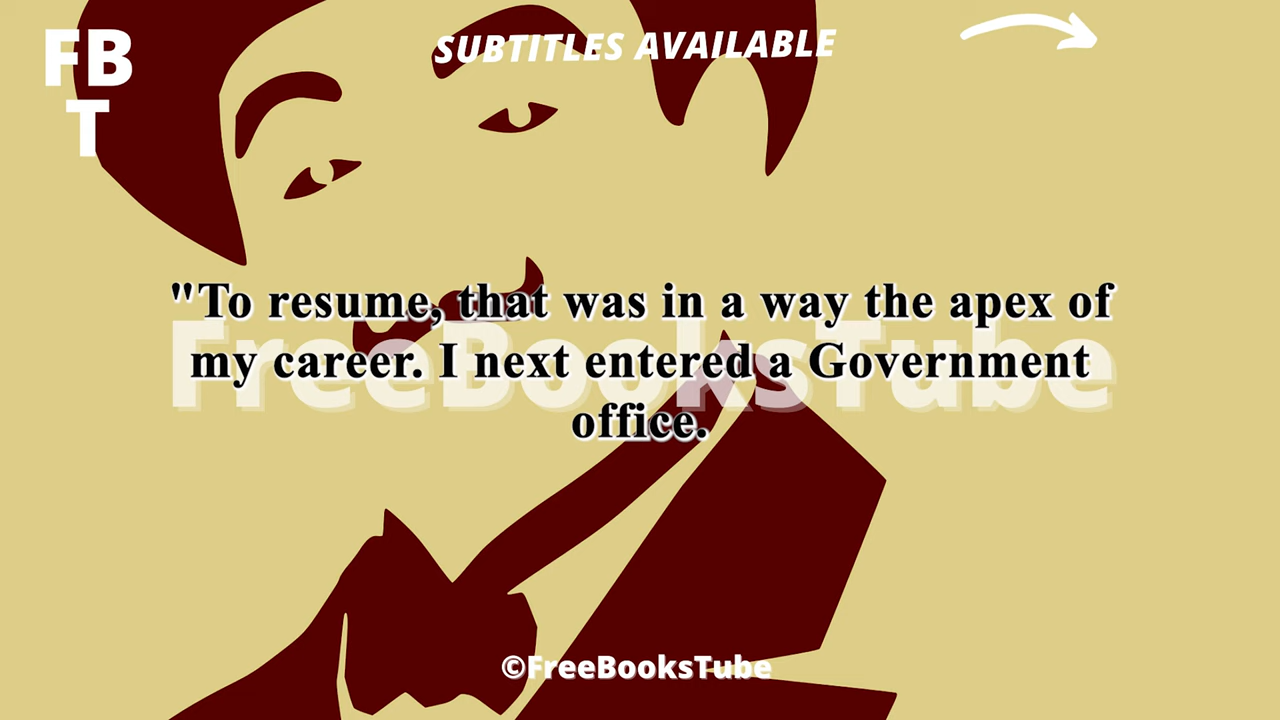 FB
T
SUBTITLES AVAILABLE
"To resume, that was in a way the apex of
my career. I next entered a Government
office.
FreeBooksTube
©FreeBooksTube